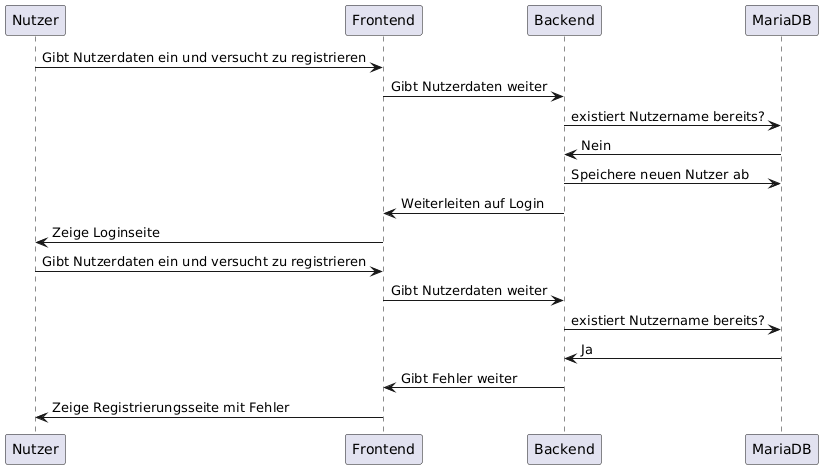 Nutzer
Frontend
Backend
MariaDB
Gibt Nutzerdaten ein und versucht zu registrieren
Gibt Nutzerdaten weiter
existiert Nutzername bereits?
Nein
Speichere neuen Nutzer ab
Weiterleiten auf Login
Zeige Loginseite
Gibt Nutzerdaten ein und versucht zu registrieren
Gibt Nutzerdaten weiter
existiert Nutzername bereits?
Ja
Gibt Fehler weiter
Zeige Registrierungsseite mit Fehler
Nutzer
Frontend
Backend
MariaDB